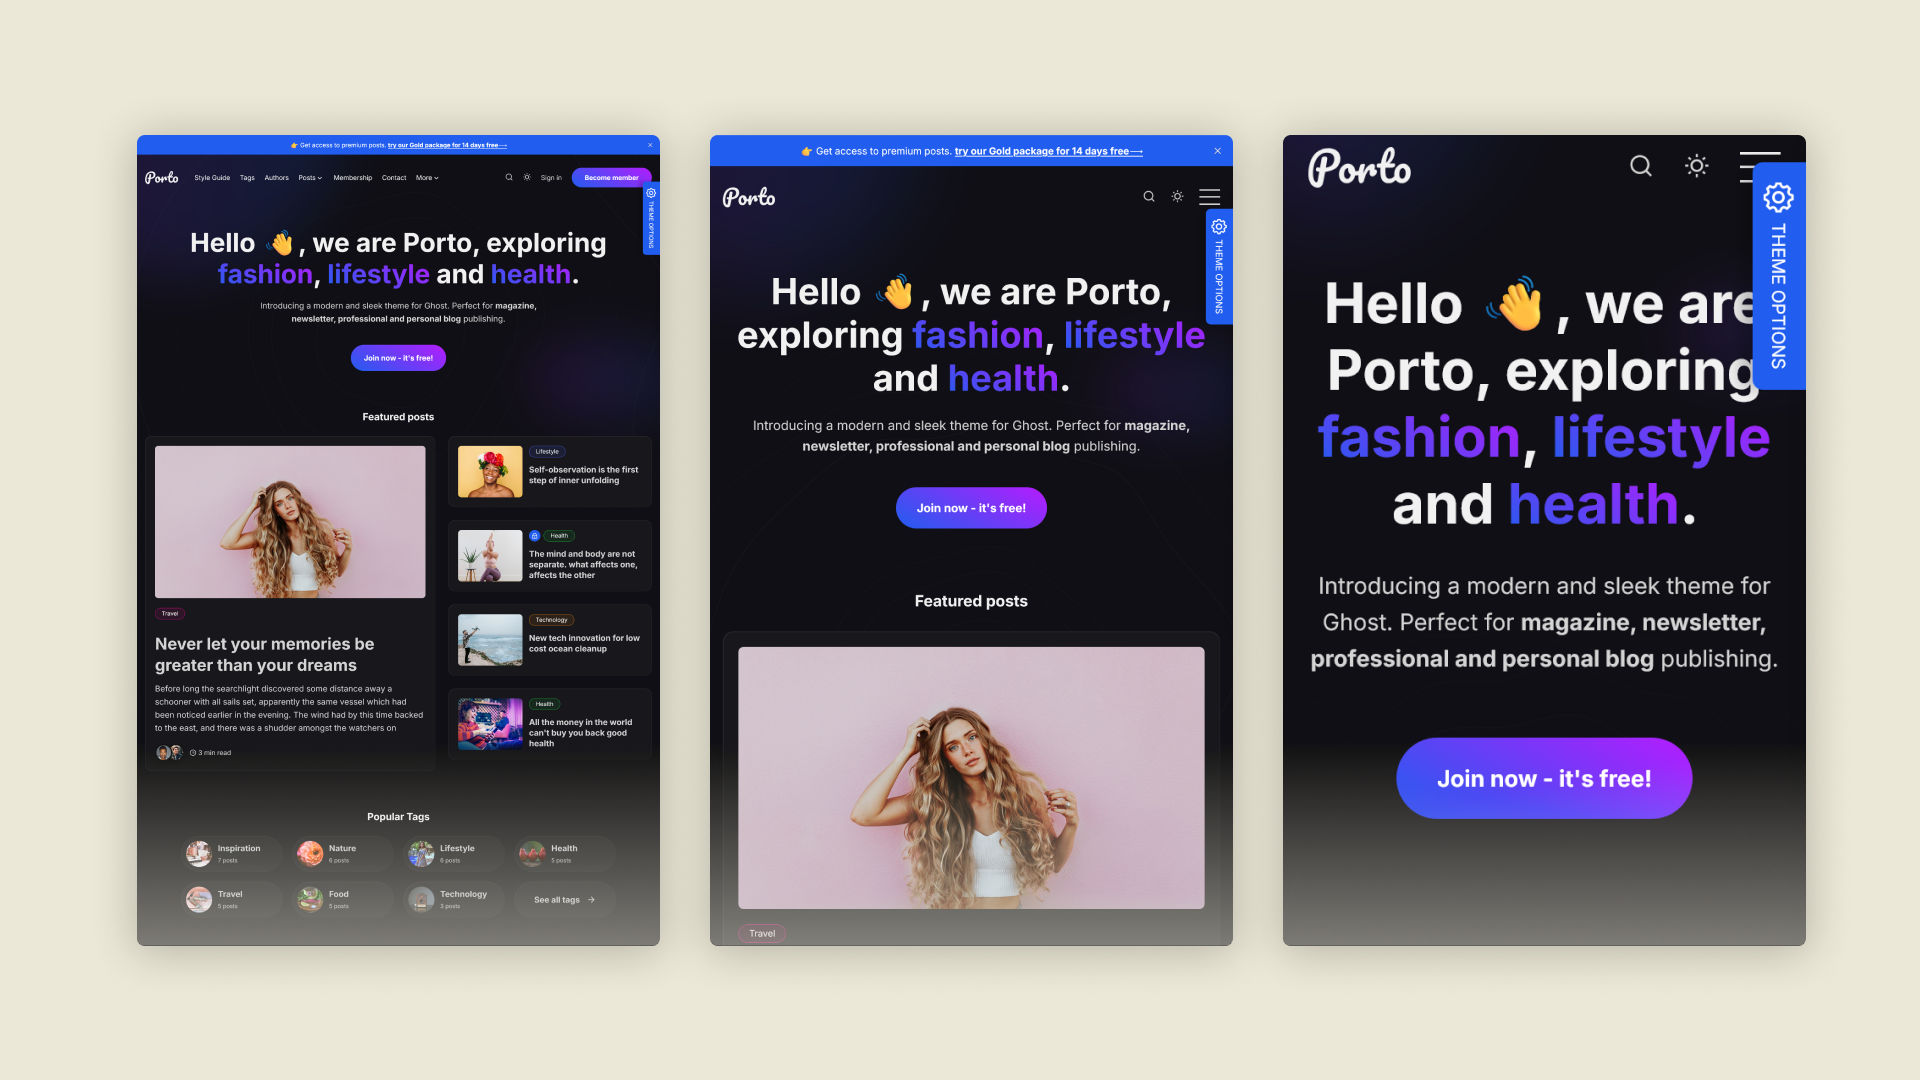 👉 Get access to premium posts. try our Gold package for 14 days free⟶
Porto
Style Guide Tags Authors Posts Membership Contact More
Sign in
Become member
THEME OPTIONS
Hello 👋, we are Porto, exploring
fashion, lifestyle and health.
Introducing a modern and sleek theme for Ghost. Perfect for magazine,
newsletter, professional and personal blog publishing.
Join now - it's free!
Featured posts
Travel
Never let your memories be
greater than your dreams
Before long the searchlight discovered some distance away a
schooner with all sails set, apparently the same vessel which had
been noticed earlier in the evening. The wind had by this time backed
to the east, and there was a shudder amongst the watchers on
3 min read
Lifestyle
Self-observation is the first
step of inner unfolding
Health
The mind and body are not
separate. what affects one,
affects the other
Technology
New tech innovation for low
cost ocean cleanup
Health
All the money in the world
can't buy you back good
health
Popular Tags
Inspiration
7 posts
Nature
6 posts
Lifestyle
6 posts
Health
5 posts
Travel
5 posts
Food
5 posts
Technology
3 posts
See all tags →
👉 Get access to premium posts. try our Gold package for 14 days free⟶
Porto
THEME OPTIONS
Hello 👋, we are Porto,
exploring fashion, lifestyle
and health.
Introducing a modern and sleek theme for Ghost. Perfect for magazine,
newsletter, professional and personal blog publishing.
Join now - it's free!
Featured posts
Travel
Porto
THEME OPTIONS
Hello 👋, we are
Porto, exploring
fashion, lifestyle
and health.
Introducing a modern and sleek theme for
Ghost. Perfect for magazine, newsletter,
professional and personal blog publishing.
Join now - it's free!